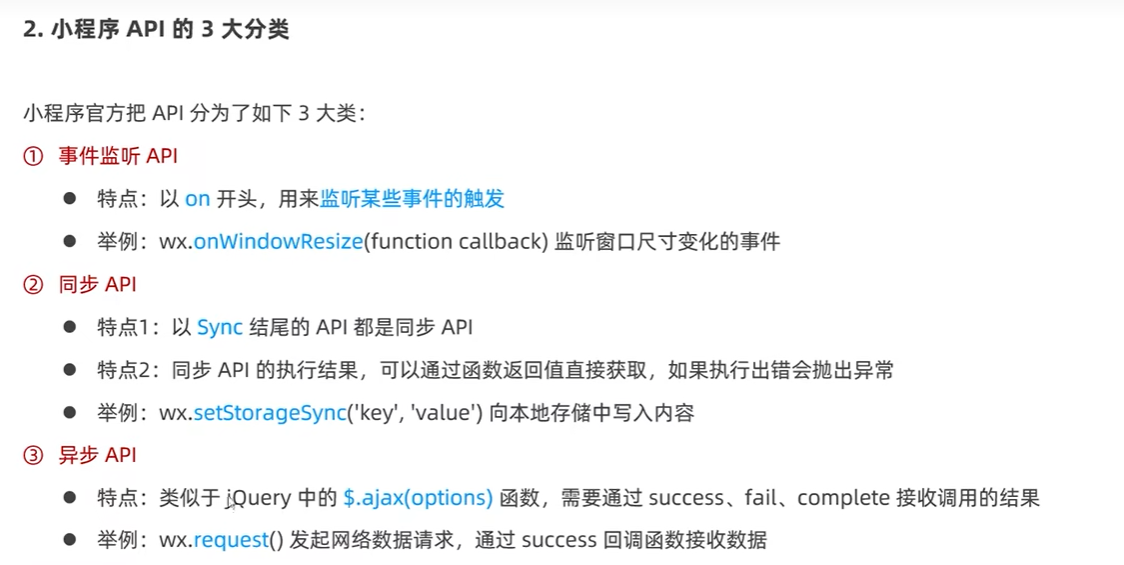 2. 小程序 API 的 3 大分类
小程序官方把 API 分为了如下 3 大类：
① 事件监听 API
● 特点：以 on 开头，用来监听某些事件的触发
● 举例：wx.onWindowResize(function callback) 监听窗口尺寸变化的事件
② 同步 API
● 特点1：以 Sync 结尾的 API 都是同步 API
● 特点2：同步 API 的执行结果，可以通过函数返回值直接获取，如果执行出错会抛出异常
● 举例：wx.setStorageSync('key', 'value') 向本地存储中写入内容
③ 异步 API
● 特点：类似于 jQuery 中的 $.ajax(options) 函数，需要通过 success、fail、complete 接收调用的结果
● 举例：wx.request() 发起网络数据请求，通过 success 回调函数接收数据